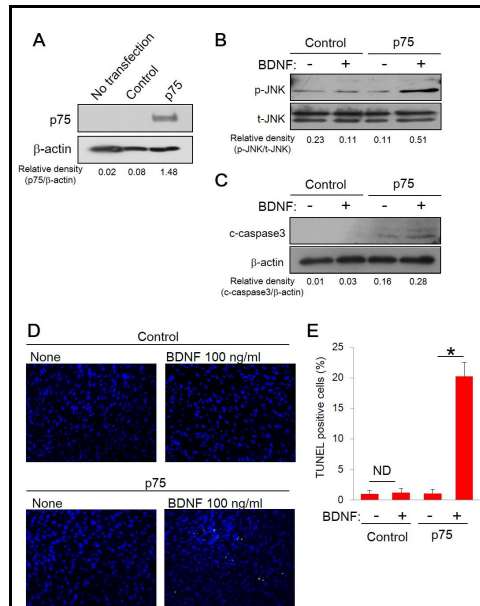 A
No transfection
Control
p75
p75
β-actin
Relative density 0.02 0.08 1.48
(p75/β-actin)
B
Control p75
BDNF: - + - +
p-JNK
t-JNK
Relative density 0.23 0.11 0.11 0.51
(p-JNK/t-JNK)
C
Control p75
BDNF: - + - +
c-caspase3
β-actin
Relative density 0.01 0.03 0.16 0.28
(c-caspase3/β-actin)
D
Control
None BDNF 100 ng/ml
p75
None BDNF 100 ng/ml
E
TUNEL positive cells (%)
25
20
15
10
5
0
ND
*
BDNF: - + - +
Control p75